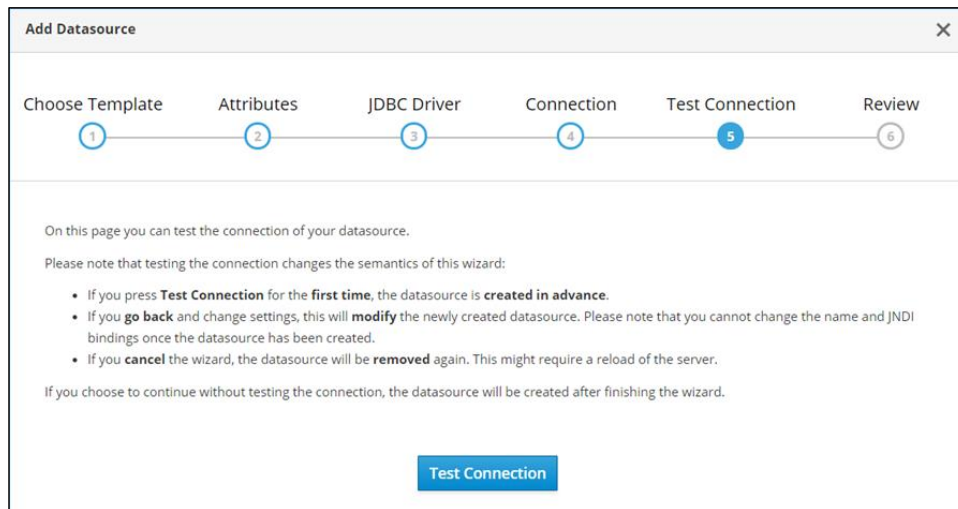 Add Datasource
Choose Template Attributes JDBC Driver Connection Test Connection Review
1 2 3 4 5 6
On this page you can test the connection of your datasource.
Please note that testing the connection changes the semantics of this wizard:
• If you press Test Connection for the first time, the datasource is created in advance.
• If you go back and change settings, this will modify the newly created datasource. Please note that you cannot change the name and JNDI
bindings once the datasource has been created.
• If you cancel the wizard, the datasource will be removed again. This might require a reload of the server.
If you choose to continue without testing the connection, the datasource will be created after finishing the wizard.
Test Connection